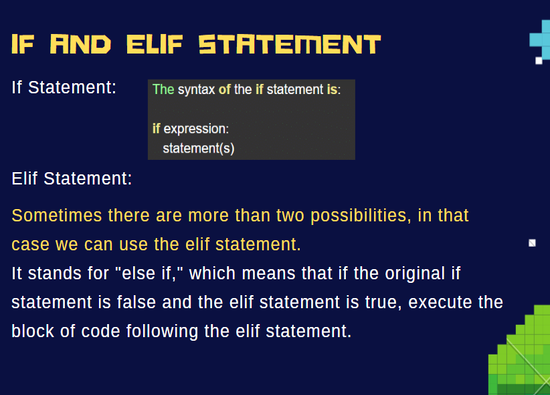 IF AND ELIF STATEMENT
If Statement:
The syntax of the if statement is:
if expression:
statement(s)
Elif Statement:
Sometimes there are more than two possibilities, in that
case we can use the elif statement.
It stands for "else if," which means that if the original if
statement is false and the elif statement is true, execute the
block of code following the elif statement.